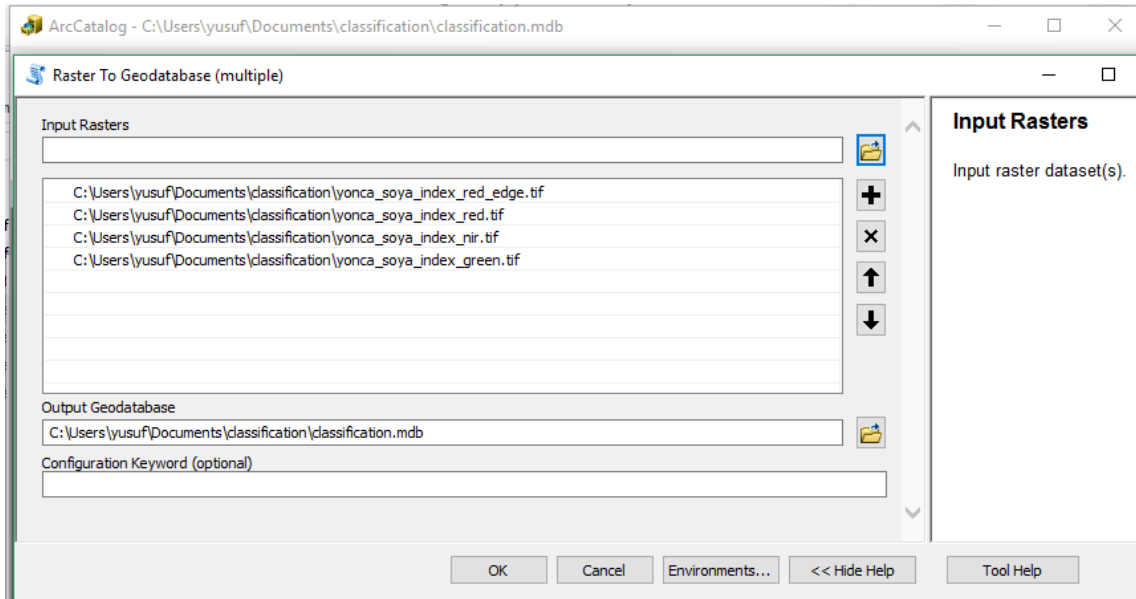 ArcCatalog - C:\Users\yusuf\Documents\classification\classification.mdb
Raster To Geodatabase (multiple)
Input Rasters
C:\Users\yusuf\Documents\classification\yonca_soya_index_red_edge.tif
C:\Users\yusuf\Documents\classification\yonca_soya_index_red.tif
C:\Users\yusuf\Documents\classification\yonca_soya_index_nir.tif
C:\Users\yusuf\Documents\classification\yonca_soya_index_green.tif
Output Geodatabase
C:\Users\yusuf\Documents\classification\classification.mdb
Configuration Keyword (optional)
OK Cancel Environments... << Hide Help Tool Help
Input Rasters
Input raster dataset(s).